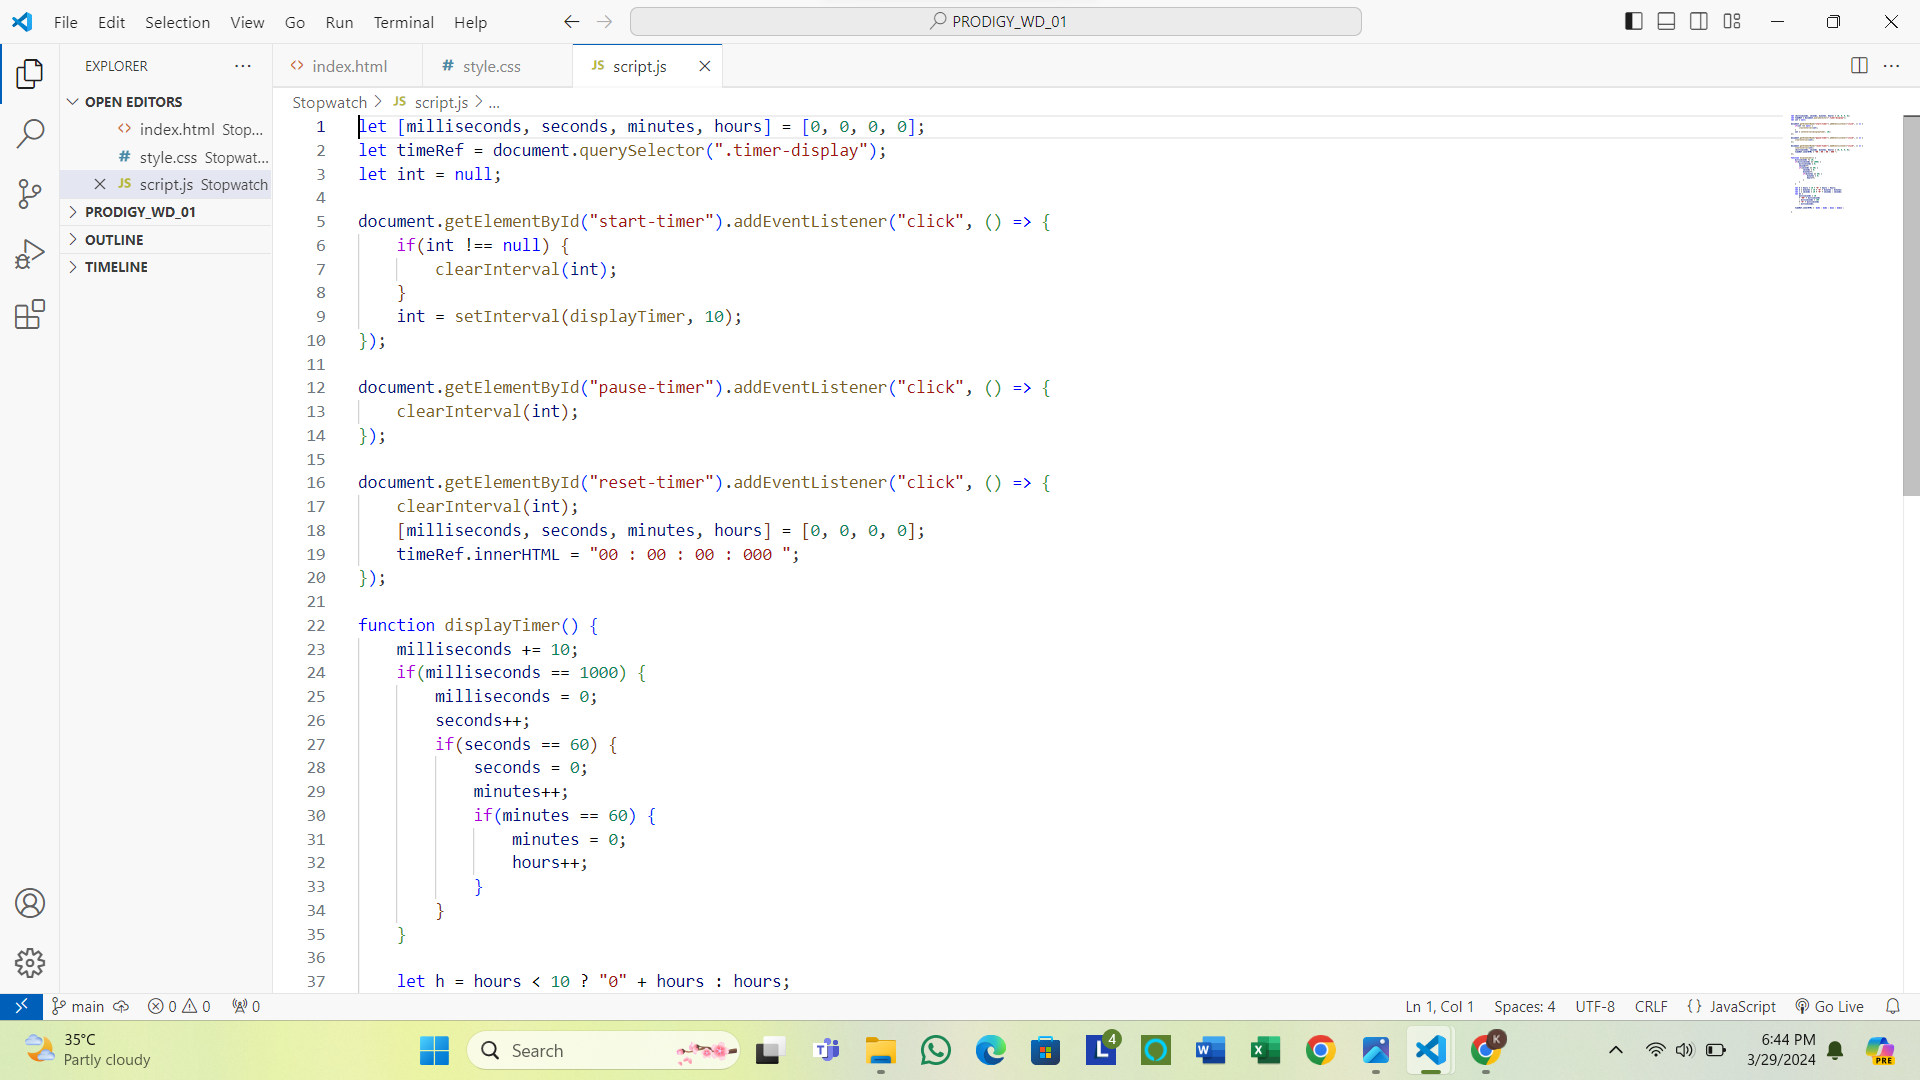 File Edit Selection View Go Run Terminal Help
PRODIGY_WD_01
EXPLORER
OPEN EDITORS
index.html Stop...
style.css Stopwat...
script.js Stopwatch
PRODIGY_WD_01
OUTLINE
TIMELINE
index.html
style.css
script.js
Stopwatch > JS script.js > ...
1 let [milliseconds, seconds, minutes, hours] = [0, 0, 0, 0];
2 let timeRef = document.querySelector(".timer-display");
3 let int = null;
4
5 document.getElementById("start-timer").addEventListener("click", () => {
6 if(int !== null) {
7 clearInterval(int);
8 }
9 int = setInterval(displayTimer, 10);
10 });
11
12 document.getElementById("pause-timer").addEventListener("click", () => {
13 clearInterval(int);
14 });
15
16 document.getElementById("reset-timer").addEventListener("click", () => {
17 clearInterval(int);
18 [milliseconds, seconds, minutes, hours] = [0, 0, 0, 0];
19 timeRef.innerHTML = "00 : 00 : 00 : 000 ";
20 });
21
22 function displayTimer() {
23 milliseconds += 10;
24 if(milliseconds == 1000) {
25 milliseconds = 0;
26 seconds++;
27 if(seconds == 60) {
28 seconds = 0;
29 minutes++;
30 if(minutes == 60) {
31 minutes = 0;
32 hours++;
33 }
34 }
35 }
36
37 let h = hours < 10 ? "0" + hours : hours;
main 0 0 0
Ln 1, Col 1 Spaces: 4 UTF-8 CRLF {} JavaScript Go Live
35°C
Partly cloudy
Search
4
K
6:44 PM
3/29/2024
PRE